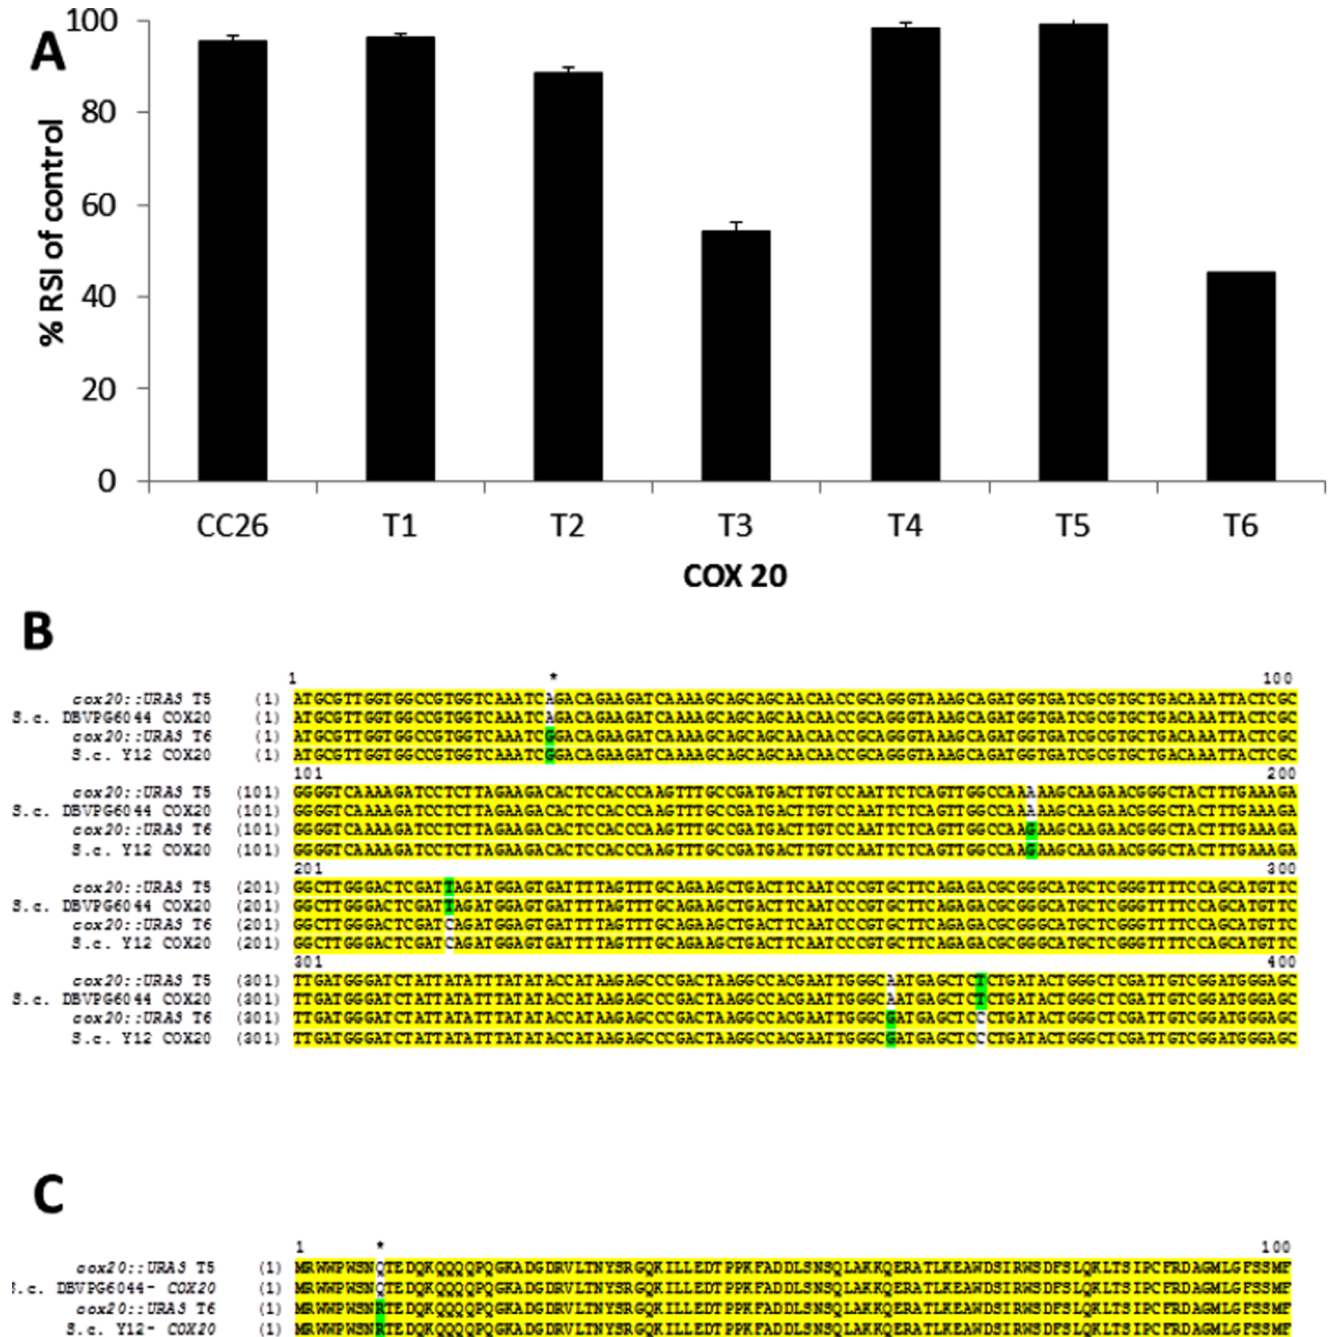 A
100
80
60
40
20
0
% RSI of control
CC26 T1 T2 T3 T4 T5 T6
COX 20
B
1 * 100
cox20::URA3 T5 (1) ATGCGTTGGTGGCCGTGGTCAAATCAGACAGAAGATCAAAAGCAGCAGCAACAACCGCAGGGTAAAGCAGATGGTGATCGCGTGCTGACAAATTACTCGC
S.c. DBVPG6044 COX20 (1) ATGCGTTGGTGGCCGTGGTCAAATCAGACAGAAGATCAAAAGCAGCAGCAACAACCGCAGGGTAAAGCAGATGGTGATCGCGTGCTGACAAATTACTCGC
cox20::URA3 T6 (1) ATGCGTTGGTGGCCGTGGTCAAATCGGACAGAAGATCAAAAGCAGCAGCAACAACCGCAGGGTAAAGCAGATGGTGATCGCGTGCTGACAAATTACTCGC
S.c. Y12 COX20 (1) ATGCGTTGGTGGCCGTGGTCAAATCGGACAGAAGATCAAAAGCAGCAGCAACAACCGCAGGGTAAAGCAGATGGTGATCGCGTGCTGACAAATTACTCGC
101 200
cox20::URA3 T5 (101) GGGGTCAAAAGATCCTCTTAGAAGACACTCCACCCAAGTTTGCCGATGACTTGTCCAATTCTCAGTTGGCCAAAAAGCAAGAACGGGCTACTTTGAAAGA
S.c. DBVPG6044 COX20 (101) GGGGTCAAAAGATCCTCTTAGAAGACACTCCACCCAAGTTTGCCGATGACTTGTCCAATTCTCAGTTGGCCAAAAAGCAAGAACGGGCTACTTTGAAAGA
cox20::URA3 T6 (101) GGGGTCAAAAGATCCTCTTAGAAGACACTCCACCCAAGTTTGCCGATGACTTGTCCAATTCTCAGTTGGCCAAGAAGCAAGAACGGGCTACTTTGAAAGA
S.c. Y12 COX20 (101) GGGGTCAAAAGATCCTCTTAGAAGACACTCCACCCAAGTTTGCCGATGACTTGTCCAATTCTCAGTTGGCCAAGAAGCAAGAACGGGCTACTTTGAAAGA
201 300
cox20::URA3 T5 (201) GGCTTGGGACTCGATTAGATGGAGTGATTTTAGTTTGCAGAAGCTGACTTCAATCCCGTGCTTCAGAGACGCGGGCATGCTCGGGTTTTCCAGCATGTTC
S.c. DBVPG6044 COX20 (201) GGCTTGGGACTCGATTAGATGGAGTGATTTTAGTTTGCAGAAGCTGACTTCAATCCCGTGCTTCAGAGACGCGGGCATGCTCGGGTTTTCCAGCATGTTC
cox20::URA3 T6 (201) GGCTTGGGACTCGATCAGATGGAGTGATTTTAGTTTGCAGAAGCTGACTTCAATCCCGTGCTTCAGAGACGCGGGCATGCTCGGGTTTTCCAGCATGTTC
S.c. Y12 COX20 (201) GGCTTGGGACTCGATCAGATGGAGTGATTTTAGTTTGCAGAAGCTGACTTCAATCCCGTGCTTCAGAGACGCGGGCATGCTCGGGTTTTCCAGCATGTTC
301 400
cox20::URA3 T5 (301) TTGATGGGATCTATTATATTTATATACCATAAGAGCCCGACTAAGGCCACGAATTGGGCAATGAGCTCTCTGATACTGGGCTCGATTGTCGGATGGGAGC
S.c. DBVPG6044 COX20 (301) TTGATGGGATCTATTATATTTATATACCATAAGAGCCCGACTAAGGCCACGAATTGGGCAATGAGCTCTCTGATACTGGGCTCGATTGTCGGATGGGAGC
cox20::URA3 T6 (301) TTGATGGGATCTATTATATTTATATACCATAAGAGCCCGACTAAGGCCACGAATTGGGCGATGAGCTCCCTGATACTGGGCTCGATTGTCGGATGGGAGC
S.c. Y12 COX20 (301) TTGATGGGATCTATTATATTTATATACCATAAGAGCCCGACTAAGGCCACGAATTGGGCGATGAGCTCCCTGATACTGGGCTCGATTGTCGGATGGGAGC
C
1 * 100
cox20::URA3 T5 (1) MRWWPWSNQTEDQKQQQQPQGKADGDRVLTNYSRGQKILLEDTPPKFADDLSNSQLAKKQERATLKEAWDSIRWSDFSLQKLTSIPCFRDAGMLGFSSMF
S.c. DBVPG6044- COX20 (1) MRWWPWSNQTEDQKQQQQPQGKADGDRVLTNYSRGQKILLEDTPPKFADDLSNSQLAKKQERATLKEAWDSIRWSDFSLQKLTSIPCFRDAGMLGFSSMF
cox20::URA3 T6 (1) MRWWPWSNRTEDQKQQQQPQGKADGDRVLTNYSRGQKILLEDTPPKFADDLSNSQLAKKQERATLKEAWDSIRWSDFSLQKLTSIPCFRDAGMLGFSSMF
S.c. Y12- COX20 (1) MRWWPWSNRTEDQKQQQQPQGKADGDRVLTNYSRGQKILLEDTPPKFADDLSNSQLAKKQERATLKEAWDSIRWSDFSLQKLTSIPCFRDAGMLGFSSMF